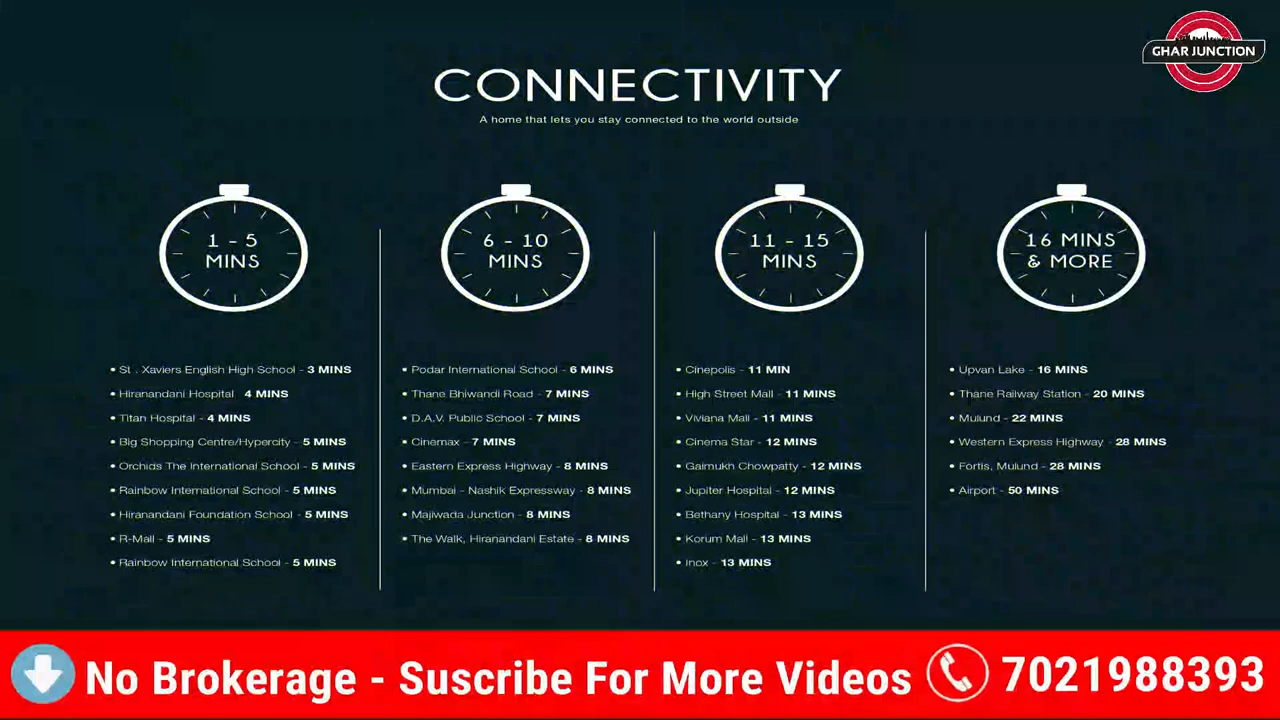 GHAR JUNCTION
CONNECTIVITY
A home that lets you stay connected to the world outside
1 - 5
MINS
• St . Xaviers English High School - 3 MINS
• Hiranandani Hospital 4 MINS
• Titan Hospital - 4 MINS
• Big Shopping Centre/Hypercity - 5 MINS
• Orchids The International School - 5 MINS
• Rainbow International School - 5 MINS
• Hiranandani Foundation School - 5 MINS
• R-Mall - 5 MINS
• Rainbow International School - 5 MINS
6 - 10
MINS
• Podar International School - 6 MINS
• Thane Bhiwandi Road - 7 MINS
• D.A.V. Public School - 7 MINS
• Cinemax - 7 MINS
• Eastern Express Highway - 8 MINS
• Mumbai - Nashik Expressway - 8 MINS
• Majiwada Junction - 8 MINS
• The Walk, Hiranandani Estate - 8 MINS
11 - 15
MINS
• Cinepolis - 11 MIN
• High Street Mall - 11 MINS
• Viviana Mall - 11 MINS
• Cinema Star - 12 MINS
• Gaimukh Chowpatty - 12 MINS
• Jupiter Hospital - 12 MINS
• Bethany Hospital - 13 MINS
• Korum Mall - 13 MINS
• Inox - 13 MINS
16 MINS
& MORE
• Upvan Lake - 16 MINS
• Thane Railway Station - 20 MINS
• Mulund - 22 MINS
• Western Express Highway - 28 MINS
• Fortis, Mulund - 28 MINS
• Airport - 50 MINS
No Brokerage - Suscribe For More Videos 7021988393